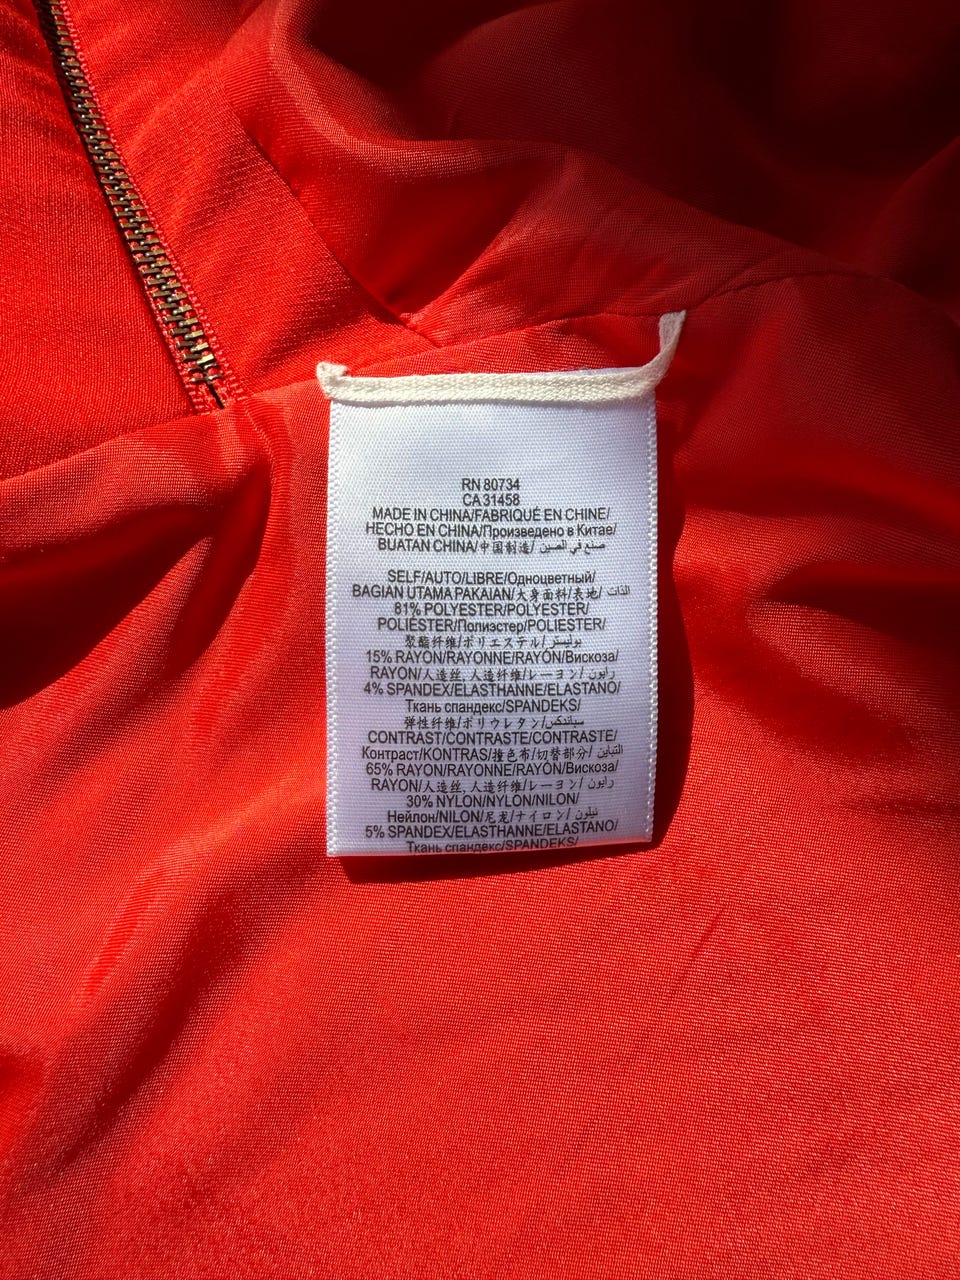 RN 80734
CA 31458
MADE IN CHINA/FABRIQUÉ EN CHINE/
HECHO EN CHINA/Произведено в Китае/
BUATAN CHINA/中国制造/ صنع في الصين
SELF/AUTO/LIBRE/Одноцветный/
BAGIAN UTAMA PAKAIAN/大身面料/表地/ الذات
81% POLYESTER/POLYESTER/
POLIÉSTER/Полиэстер/POLIESTER/
聚酯纤维/ポリエステル/بوليستر
15% RAYON/RAYONNE/RAYÓN/Вискоза/
RAYON/人造丝, 人造纤维/レーヨン/ رايون
4% SPANDEX/ELASTHANNE/ELASTANO/
Ткань спандекс/SPANDEKS/
弹性纤维/ポリウレタン/سباندكس
CONTRAST/CONTRASTE/CONTRASTE/
Контраст/KONTRAS/撞色布/切替部分/ التباين
65% RAYON/RAYONNE/RAYÓN/Вискоза/
RAYON/人造丝, 人造纤维/レーヨン/ رايون
30% NYLON/NYLON/NILON/
Нейлон/NILON/尼龙/ナイロン/ نيلون
5% SPANDEX/ELASTHANNE/ELASTANO/
Ткань спандекс/SPANDEKS/